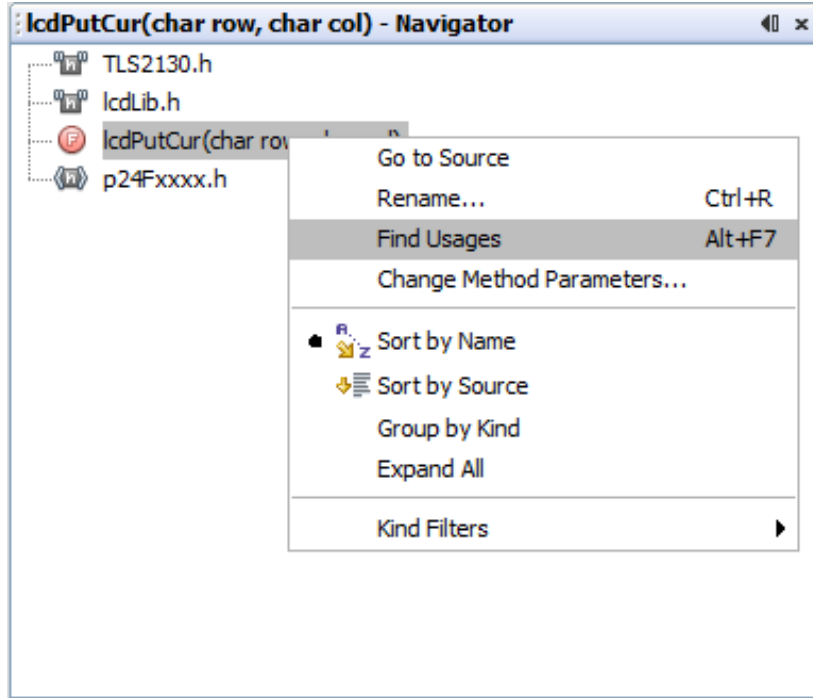 lcdPutCur(char row, char col) - Navigator
TLS2130.h
lcdLib.h
lcdPutCur(char row
p24Fxxxx.h
Go to Source
Rename... Ctrl+R
Find Usages Alt+F7
Change Method Parameters...
Sort by Name
Sort by Source
Group by Kind
Expand All
Kind Filters